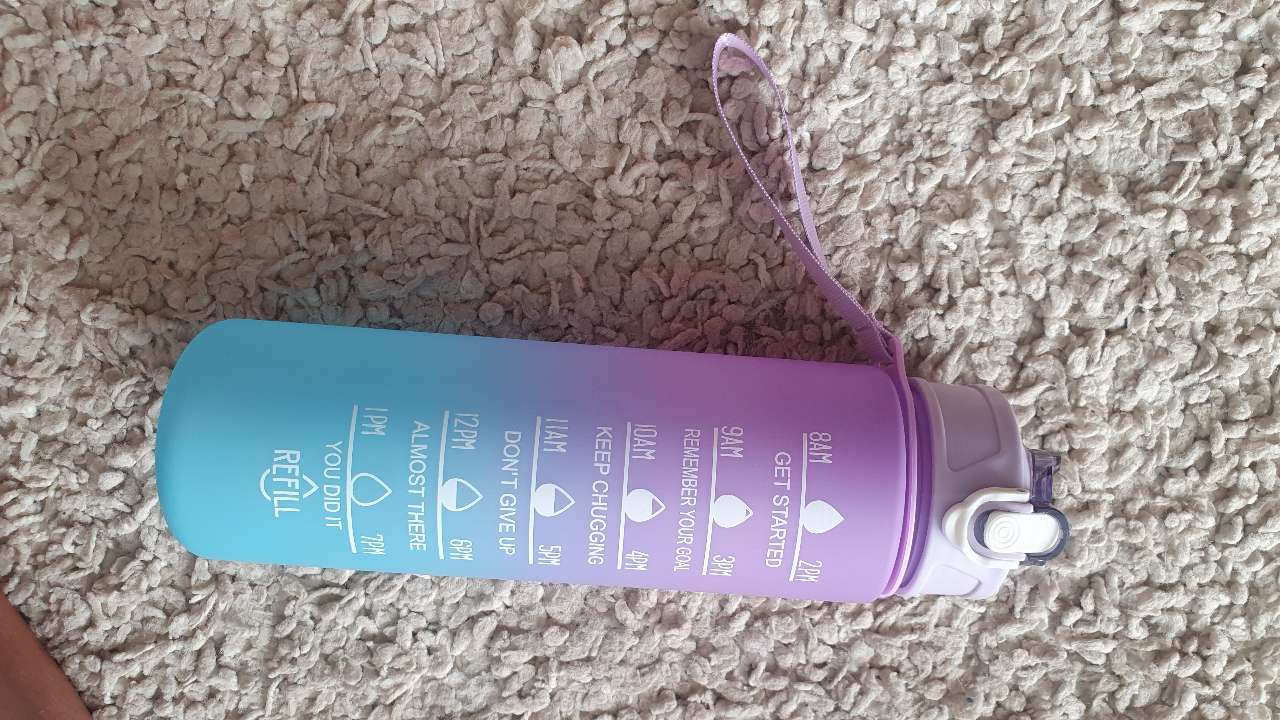 8AM 2PM
GET STARTED
9AM 3PM
REMEMBER YOUR GOAL
10AM 4PM
KEEP CHUGGING
11AM 5PM
DON'T GIVE UP
12PM 6PM
ALMOST THERE
1PM 7PM
YOU DID IT
REFILL